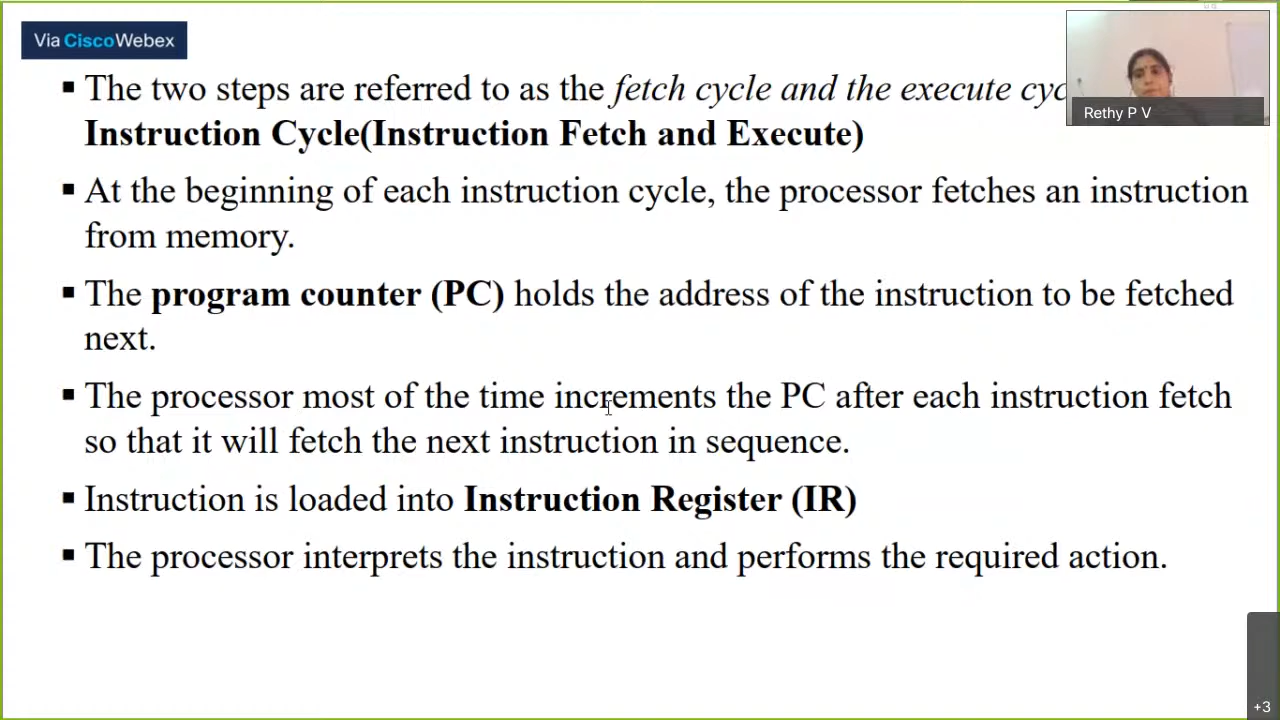 Via CiscoWebex
▪ The two steps are referred to as the fetch cycle and the execute
Instruction Cycle(Instruction Fetch and Execute)
Rethy P V
▪ At the beginning of each instruction cycle, the processor fetches an instruction
from memory.
▪ The program counter (PC) holds the address of the instruction to be fetched
next.
▪ The processor most of the time increments the PC after each instruction fetch
so that it will fetch the next instruction in sequence.
▪ Instruction is loaded into Instruction Register (IR)
▪ The processor interprets the instruction and performs the required action.
+3